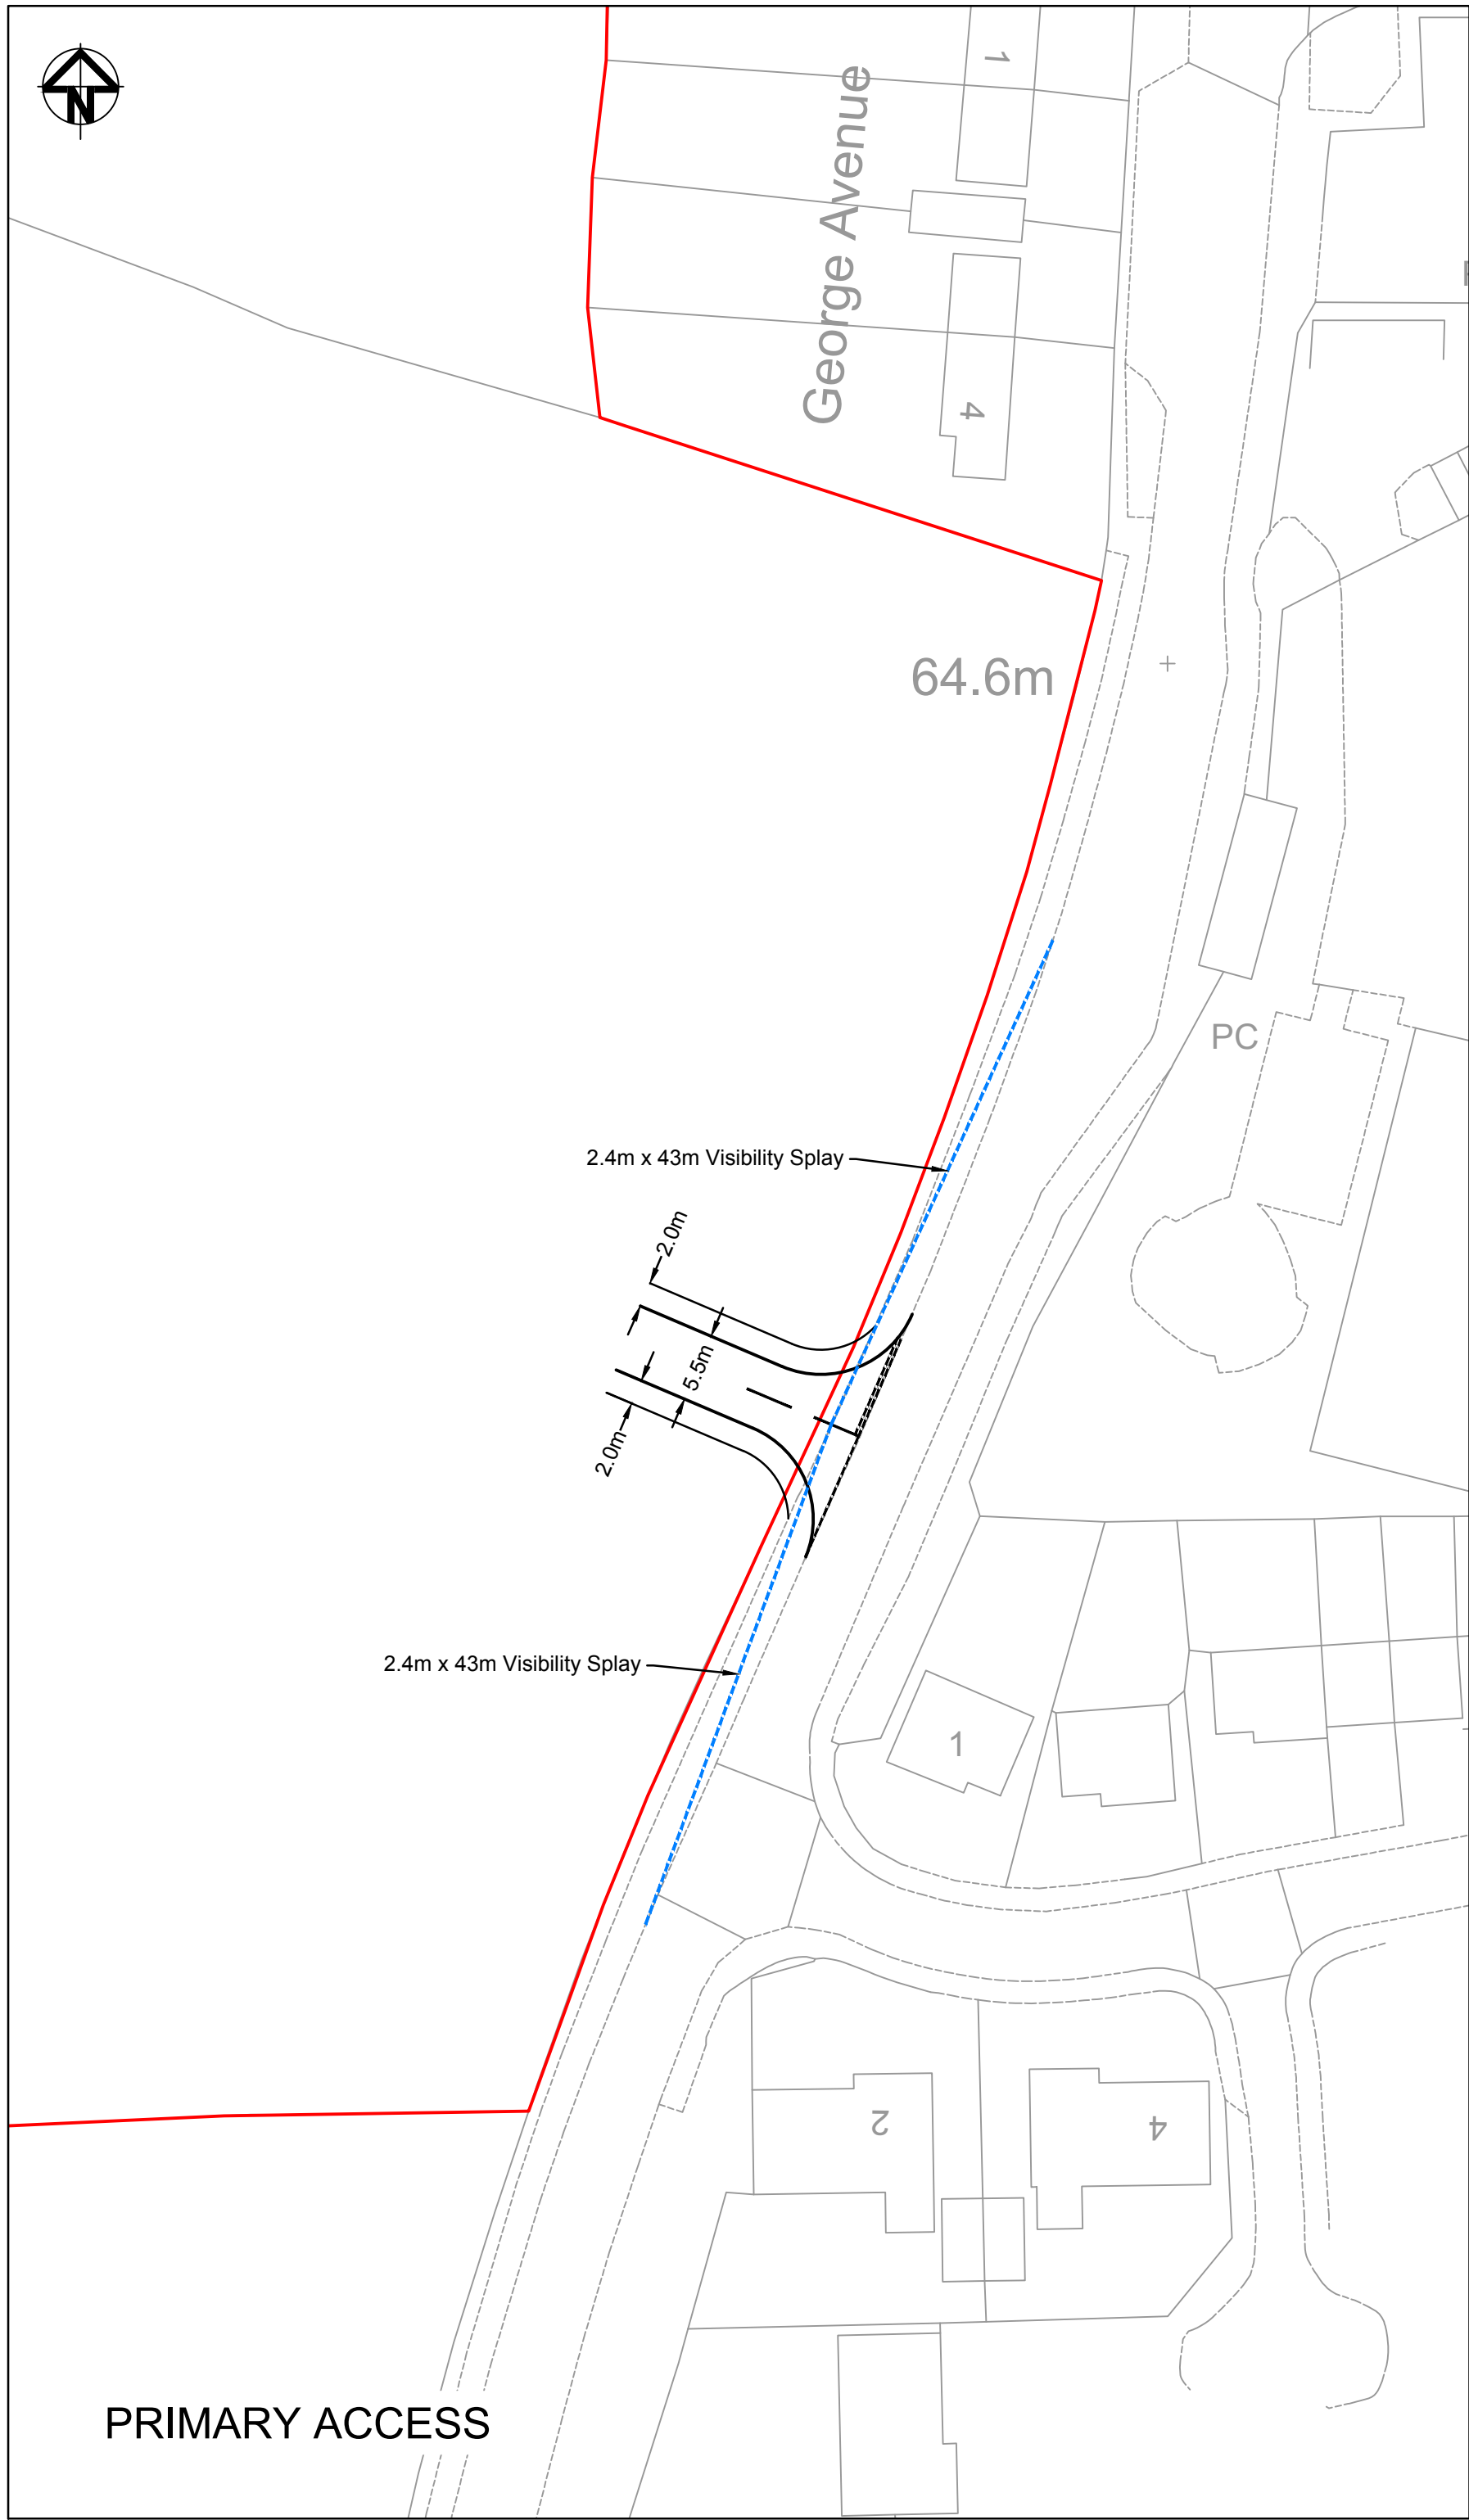 N
1
George Avenue
4
64.6m
PC
2.4m x 43m Visibility Splay
2.0m
5.5m
2.0m
2.4m x 43m Visibility Splay
1
2
4
PRIMARY ACCESS